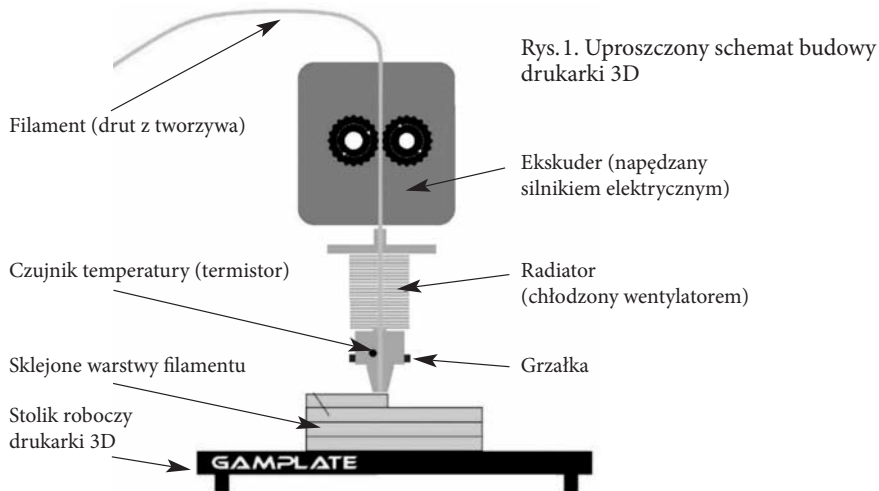 Rys.1. Uproszczony schemat budowy
drukarki 3D
Filament (drut z tworzywa)
Ekskuder (napędzany
silnikiem elektrycznym)
Czujnik temperatury (termistor)
Radiator
(chłodzony wentylatorem)
Sklejone warstwy filamentu
Grzałka
Stolik roboczy
drukarki 3D
GAMPLATE